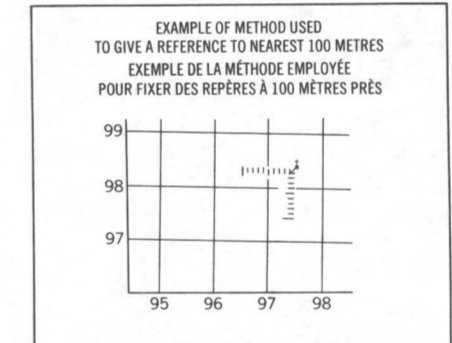 EXAMPLE OF METHOD USED
TO GIVE A REFERENCE TO NEAREST 100 METRES
EXEMPLE DE LA MÉTHODE EMPLOYÉE
POUR FIXER DES REPÈRES À 100 MÈTRES PRÈS
99
98
97
95 96 97 98